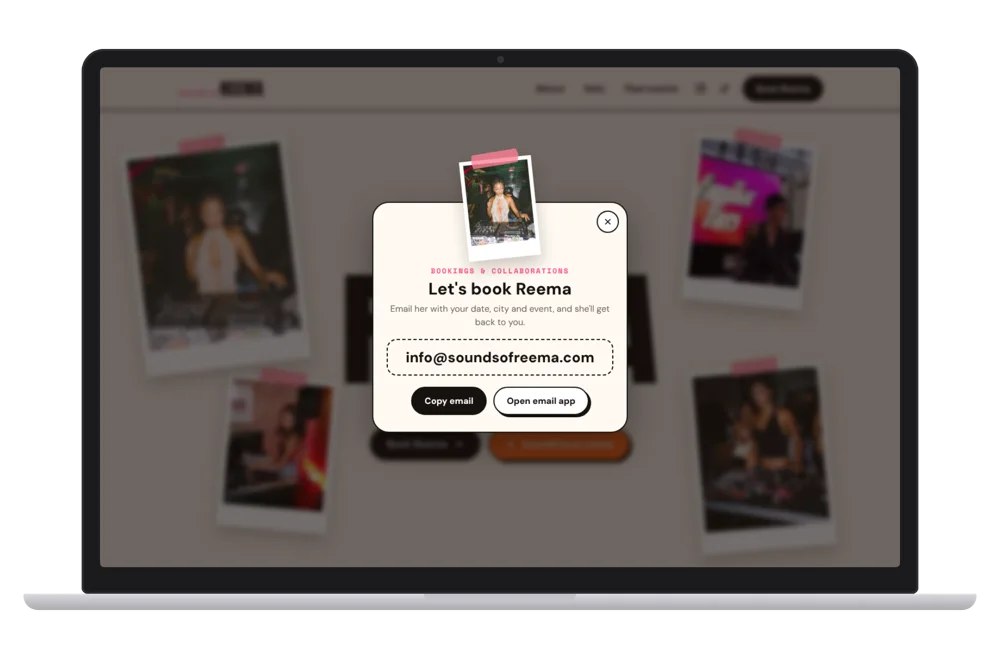 BOOKINGS & COLLABORATIONS
Let's book Reema
Email her with your date, city and event, and she'll get
back to you.
info@soundsofreema.com
Copy email
Open email app